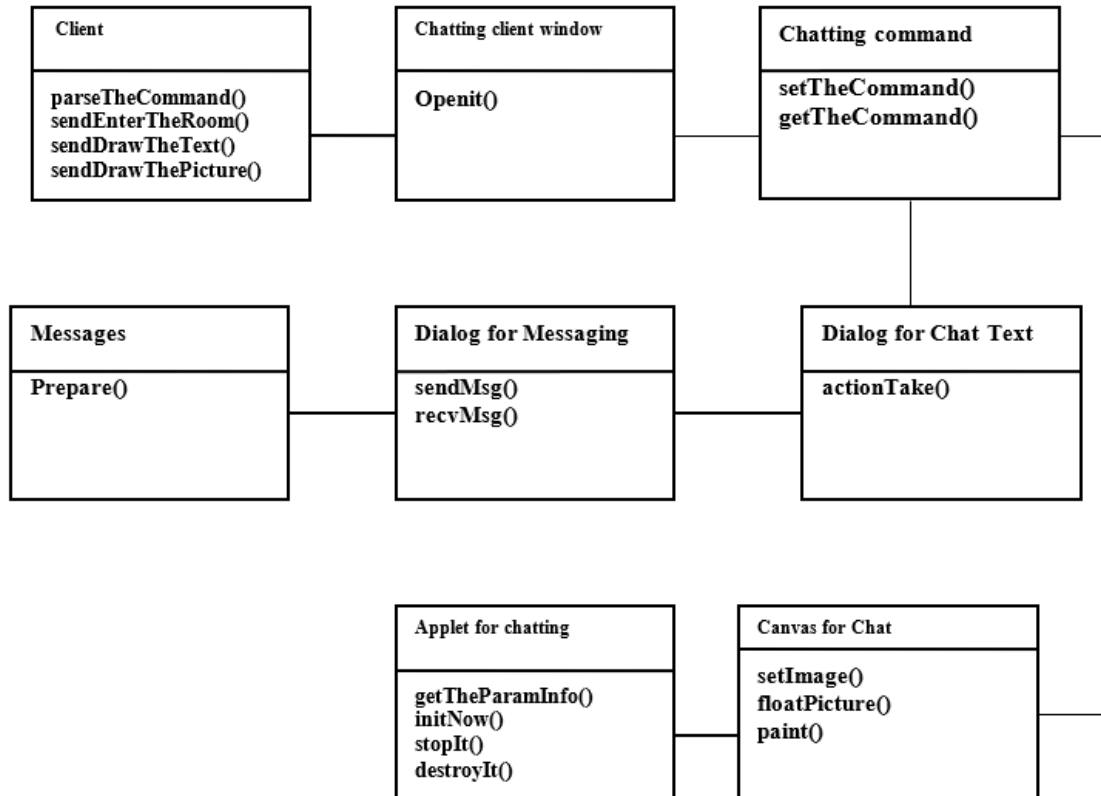 Client
parseTheCommand()
sendEnterTheRoom()
sendDrawTheText()
sendDrawThePicture()
Chatting client window
Openit()
Chatting command
setTheCommand()
getTheCommand()
Messages
Prepare()
Dialog for Messaging
sendMsg()
recvMsg()
Dialog for Chat Text
actionTake()
Applet for chatting
getTheParamInfo()
initNow()
stopIt()
destroyIt()
Canvas for Chat
setImage()
floatPicture()
paint()